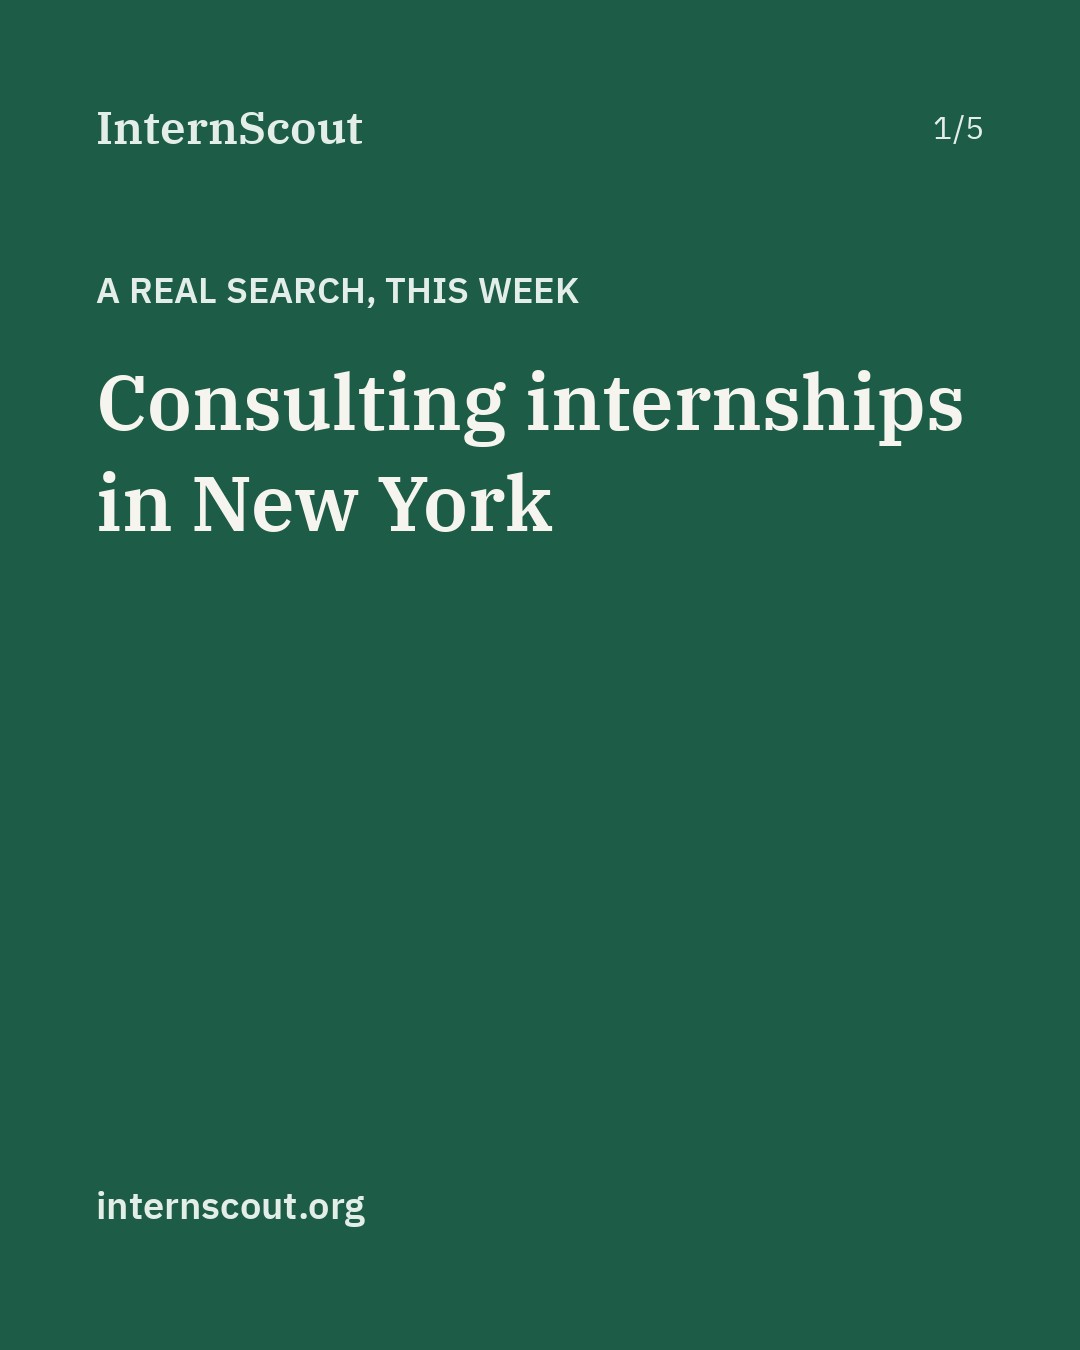 InternScout
1/5
A REAL SEARCH, THIS WEEK
Consulting internships
in New York
internscout.org